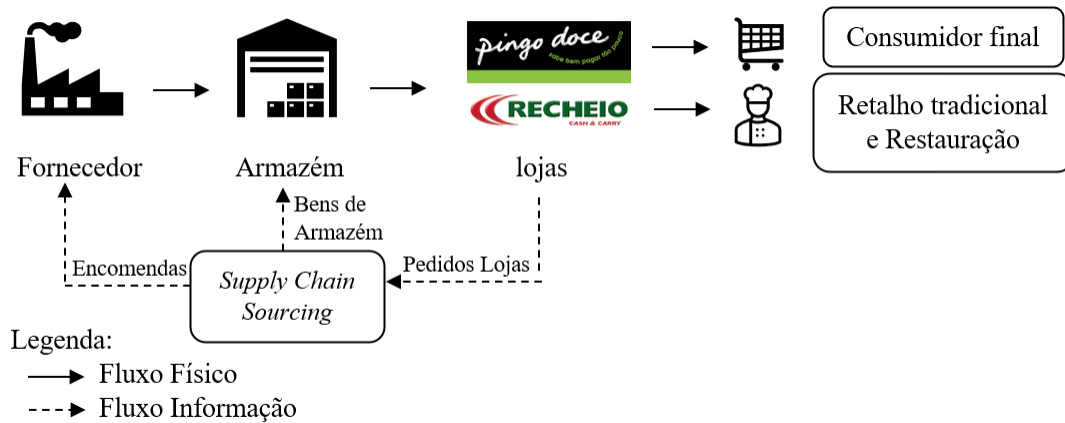 pingo doce
sabe bem pagar tão pouco
RECHEIO
CASH & CARRY
Consumidor final
Retalho tradicional
e Restauração
Fornecedor
Armazém
lojas
Bens de
Armazém
Encomendas
Pedidos Lojas
Supply Chain
Sourcing
Legenda:
Fluxo Físico
Fluxo Informação